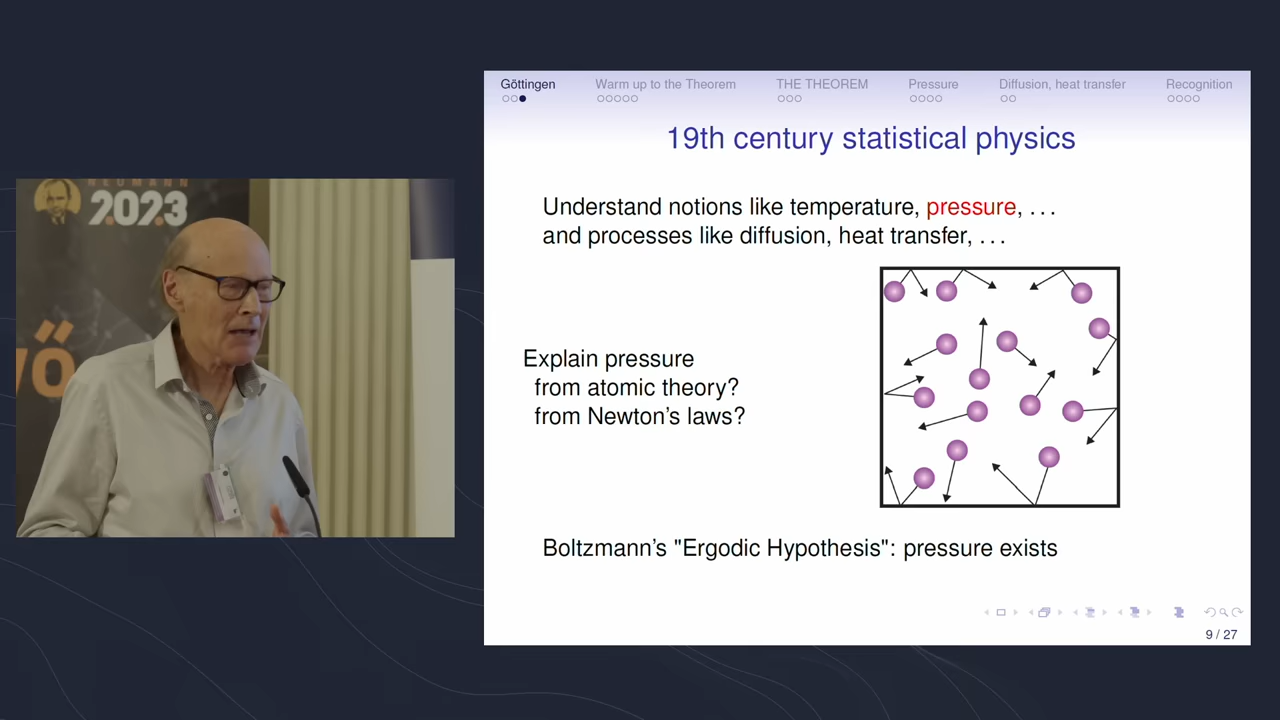 NEUMANN
2023
VŐ
Göttingen
Warm up to the Theorem
THE THEOREM
Pressure
Diffusion, heat transfer
Recognition
19th century statistical physics
Understand notions like temperature, pressure, . . .
and processes like diffusion, heat transfer, . . .
Explain pressure
from atomic theory?
from Newton's laws?
Boltzmann's "Ergodic Hypothesis": pressure exists
9 / 27